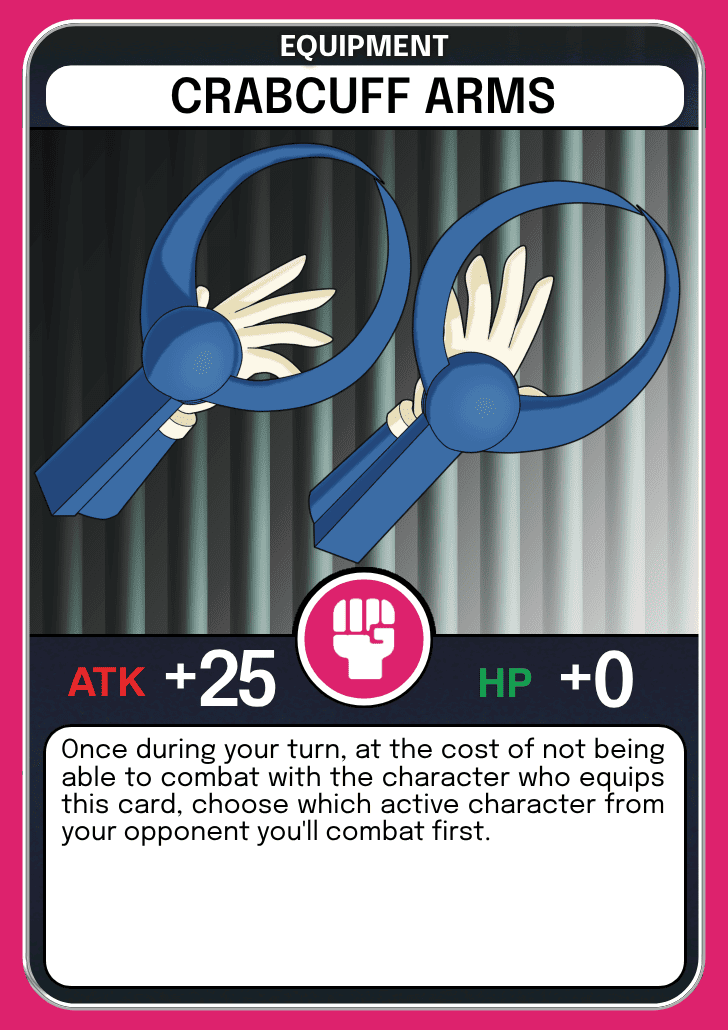 EQUIPMENT
CRABCUFF ARMS
ATK +25 HP +0
Once during your turn, at the cost of not being
able to combat with the character who equips
this card, choose which active character from
your opponent you'll combat first.